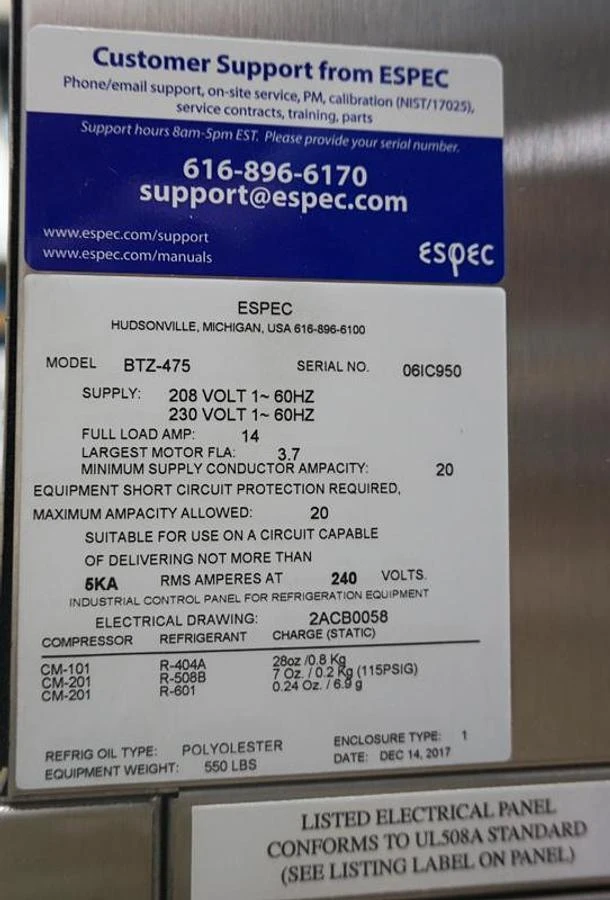 Customer Support from ESPEC
Phone/email support, on-site service, PM, calibration (NIST/17025),
service contracts, training, parts
Support hours 8am-5pm EST. Please provide your serial number.
616-896-6170
support@espec.com
www.espec.com/support
www.espec.com/manuals
ESPEC
ESPEC
HUDSONVILLE, MICHIGAN, USA 616-896-6100
MODEL BTZ-475 SERIAL NO. 06IC950
SUPPLY: 208 VOLT 1~ 60HZ
230 VOLT 1~ 60HZ
FULL LOAD AMP: 14
LARGEST MOTOR FLA: 3.7
MINIMUM SUPPLY CONDUCTOR AMPACITY: 20
EQUIPMENT SHORT CIRCUIT PROTECTION REQUIRED,
MAXIMUM AMPACITY ALLOWED: 20
SUITABLE FOR USE ON A CIRCUIT CAPABLE
OF DELIVERING NOT MORE THAN
5KA RMS AMPERES AT 240 VOLTS.
INDUSTRIAL CONTROL PANEL FOR REFRIGERATION EQUIPMENT
ELECTRICAL DRAWING: 2ACB0058
COMPRESSOR REFRIGERANT CHARGE (STATIC)
CM-101 R-404A 28oz /0.8 Kg
CM-201 R-508B 7 Oz. / 0.2 Kg (115PSIG)
CM-201 R-601 0.24 Oz. / 6.9 g
REFRIG OIL TYPE: POLYOLESTER ENCLOSURE TYPE: 1
EQUIPMENT WEIGHT: 550 LBS DATE: DEC 14, 2017
LISTED ELECTRICAL PANEL
CONFORMS TO UL508A STANDARD
(SEE LISTING LABEL ON PANEL)